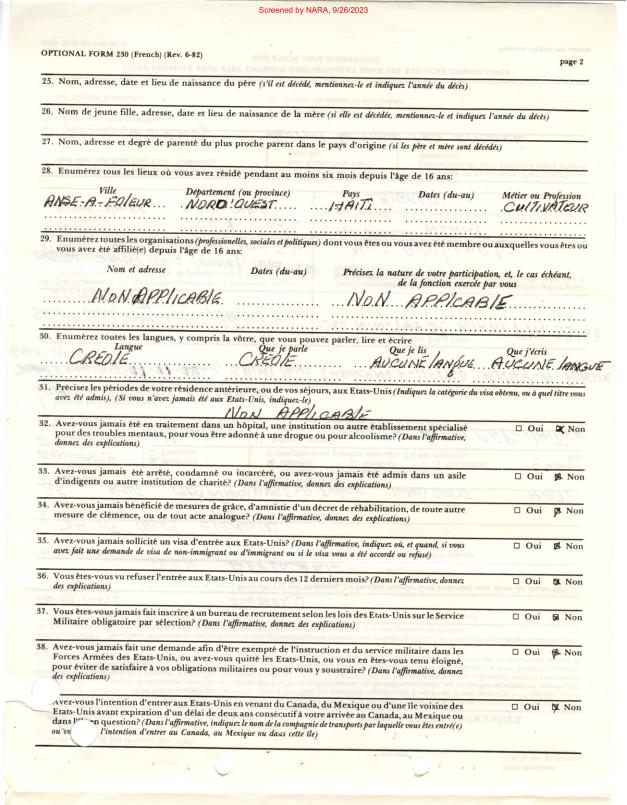 Screened by NARA, 9/26/2023
OPTIONAL FORM 230 (French) (Rev. 6-82)
page 2
25. Nom, adresse, date et lieu de naissance du père (s'il est décédé, mentionnez-le et indiquez l'année du décès)
26. Nom de jeune fille, adresse, date et lieu de naissance de la mère (si elle est décédée, mentionnez-le et indiquez l'année du décès)
27. Nom, adresse et degré de parenté du plus proche parent dans le pays d'origine (si les père et mère sont décédés)
28. Enumérez tous les lieux où vous avez résidé pendant au moins six mois depuis l'âge de 16 ans:
Ville Département (ou province) Pays Dates (du-au) Métier ou Profession
ANSE-A-FOLEUR NORD'OUEST HAITI CULTIVATEUR
29. Enumérez toutes les organisations (professionelles, sociales et politiques) dont vous êtes ou vous avez été membre ou auxquelles vous êtes ou
vous avez été affilié(e) depuis l'âge de 16 ans:
Nom et adresse Dates (du-au) Précisez la nature de votre participation, et, le cas échéant,
de la fonction exercée par vous
NON APPLICABLE NON APPLICABLE
30. Enumérez toutes les langues, y compris la vôtre, que vous pouvez parler, lire et écrire
Langue Que je parle Que je lis Que j'écris
CREOLE CREOLE AUCUNE LANGUE AUCUNE LANGUE
31. Précisez les périodes de votre résidence antérieure, ou de vos séjours, aux Etats-Unis (Indiquez la catégorie du visa obtenu, ou à quel titre vous
avez été admis), (Si vous n'avez jamais été aux Etats-Unis, indiquez-le)
NON APPLICABLE
32. Avez-vous jamais été en traitement dans un hôpital, une institution ou autre établissement spécialisé
pour des troubles mentaux, pour vous être adonné à une drogue ou pour alcoolisme? (Dans l'affirmative,
donnez des explications)
Oui Non
33. Avez-vous jamais été arrêté, condamné ou incarcéré, ou avez-vous jamais été admis dans un asile
d'indigents ou autre institution de charité? (Dans l'affirmative, donnez des explications)
Oui Non
34. Avez-vous jamais bénéficié de mesures de grâce, d'amnistie d'un décret de réhabilitation, de toute autre
mesure de clémence, ou de tout acte analogue? (Dans l'affirmative, donnez des explications)
Oui Non
35. Avez-vous jamais sollicité un visa d'entrée aux Etats-Unis? (Dans l'affirmative, indiquez où, et quand, si vous
avez fait une demande de visa de non-immigrant ou d'immigrant ou si le visa vous a été accordé ou refusé)
Oui Non
36. Vous êtes-vous vu refuser l'entrée aux Etats-Unis au cours des 12 derniers mois? (Dans l'affirmative, donnez
des explications)
Oui Non
37. Vous êtes-vous jamais fait inscrire à un bureau de recrutement selon les lois des Etats-Unis sur le Service
Militaire obligatoire par sélection? (Dans l'affirmative, donnez des explications)
Oui Non
38. Avez-vous jamais fait une demande afin d'être exempté de l'instruction et du service militaire dans les
Forces Armées des Etats-Unis, ou avez-vous quitté les Etats-Unis, ou vous en êtes-vous tenu éloigné,
pour éviter de satisfaire à vos obligations militaires ou pour vous y soustraire? (Dans l'affirmative, donnez
des explications)
Oui Non
Avez-vous l'intention d'entrer aux Etats-Unis en venant du Canada, du Mexique ou d'une île voisine des
Etats-Unis avant expiration d'un délai de deux ans consécutif à votre arrivée au Canada, au Mexique ou
dans question? (Dans l'affirmative, indiquez le nom de la compagnie de transports par laquelle vous êtes entré(e)
l'intention d'entrer au Canada, au Mexique ou dans cette île)
Oui Non